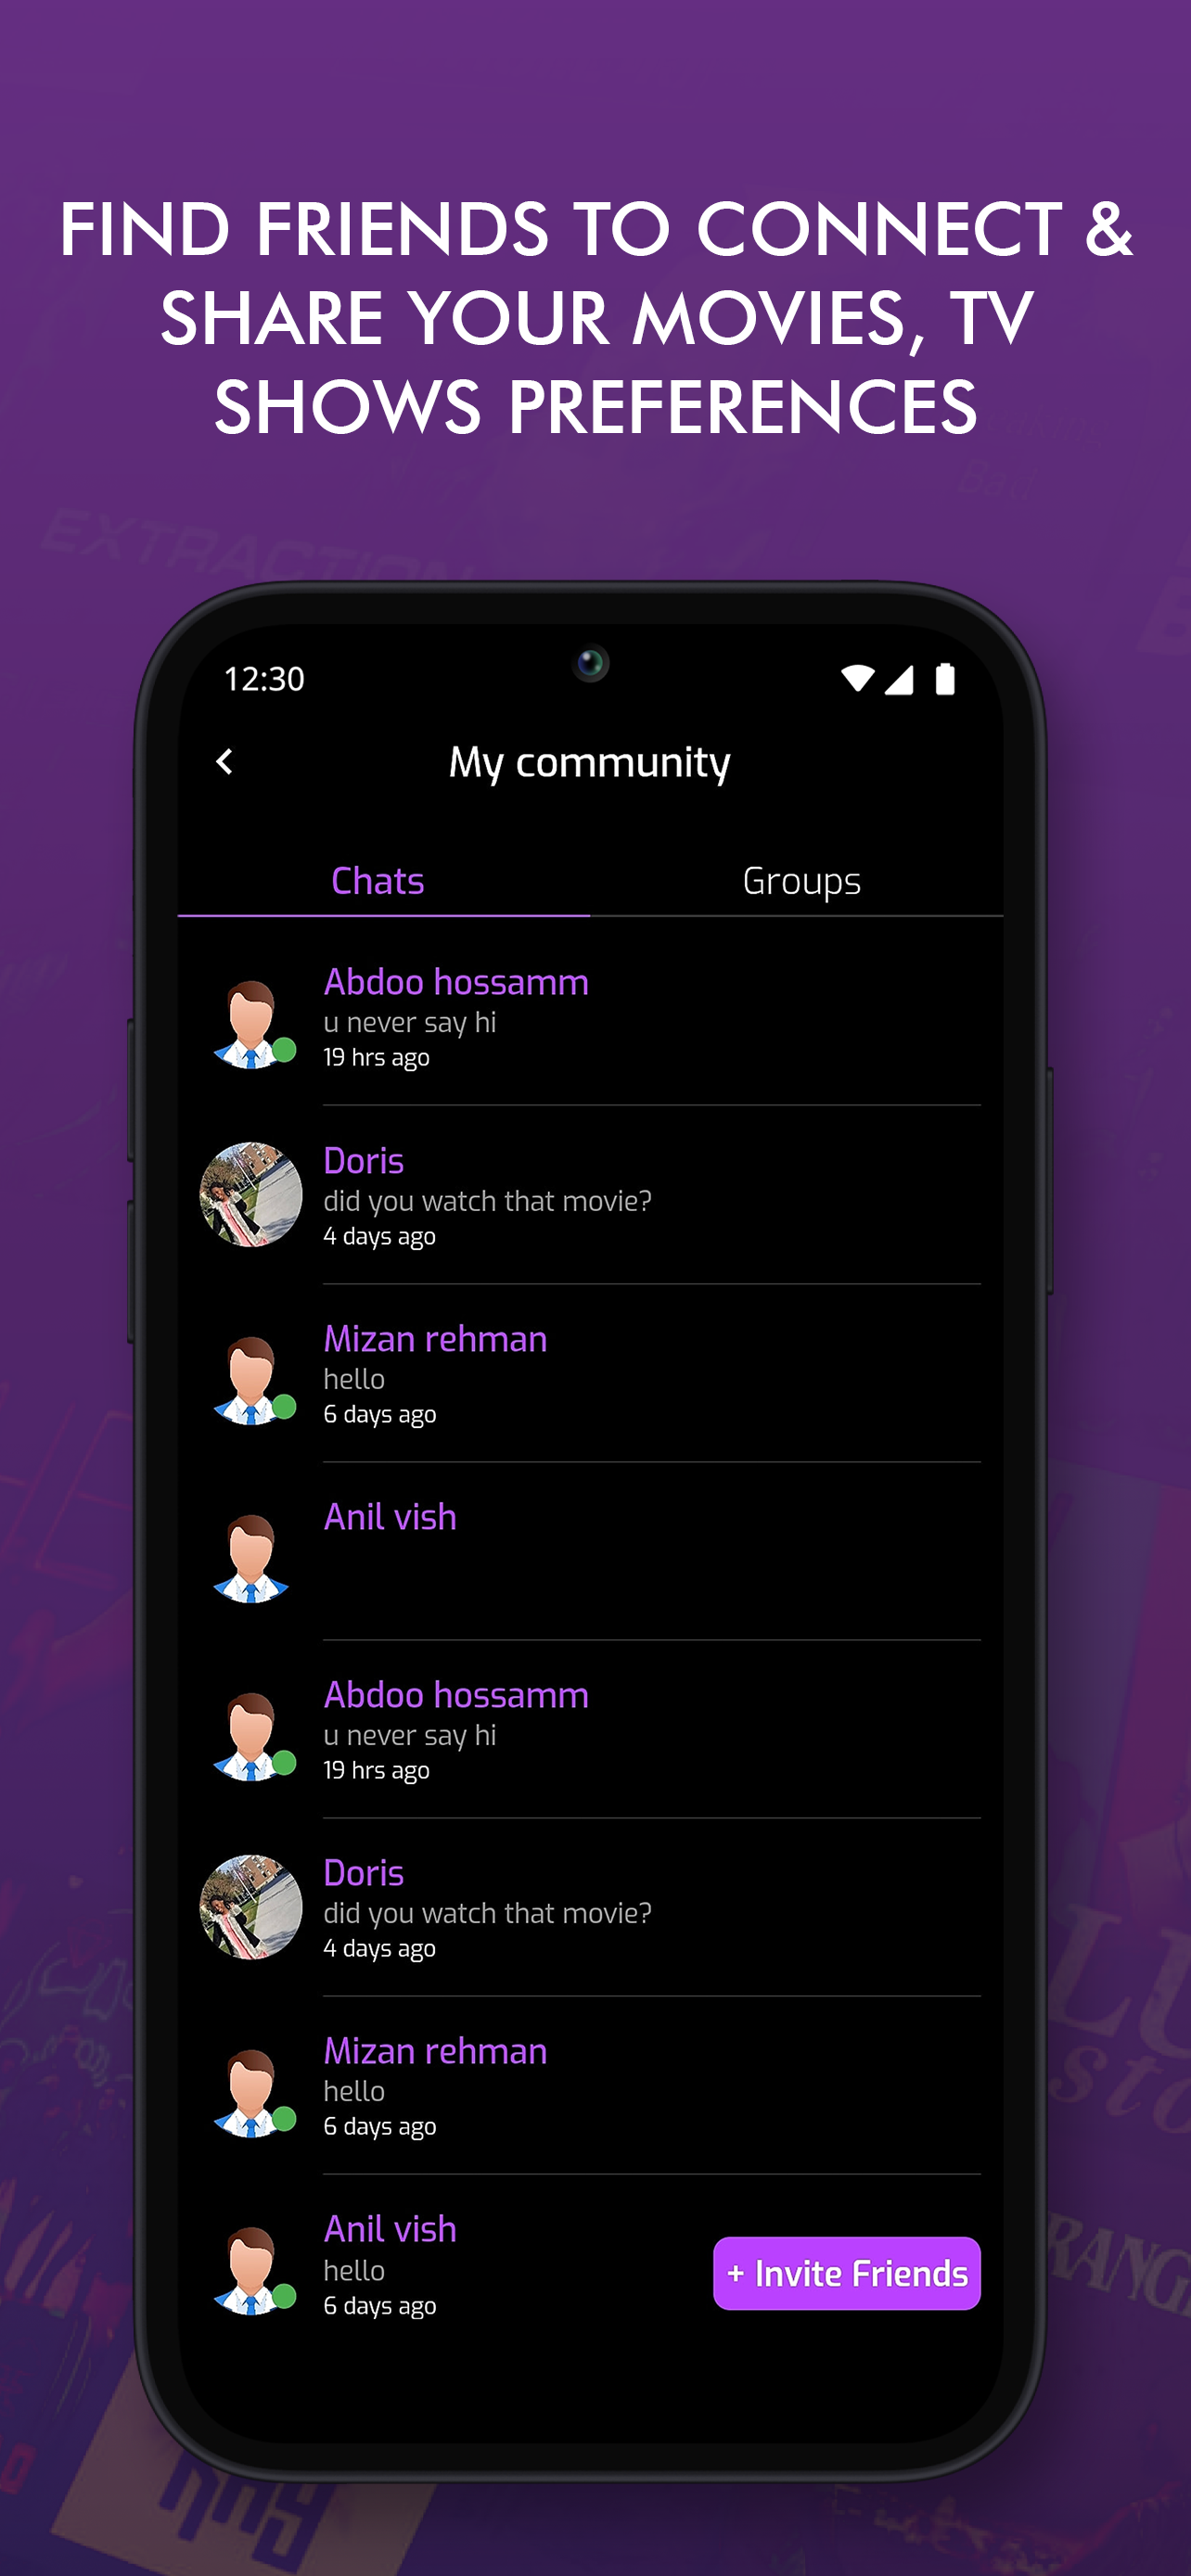 FIND FRIENDS TO CONNECT &
SHARE YOUR MOVIES, TV
SHOWS PREFERENCES
Bad
EXTRACTION
12:30
My community
Chats
Groups
Abdoo hossamm
u never say hi
19 hrs ago
Doris
did you watch that movie?
4 days ago
Mizan rehman
hello
6 days ago
Anil vish
Abdoo hossamm
u never say hi
19 hrs ago
Doris
did you watch that movie?
4 days ago
Mizan rehman
hello
6 days ago
Anil vish
hello
6 days ago
+ Invite Friends